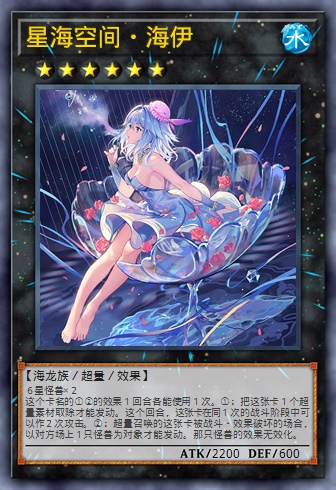 星海空间・海伊
水
【海龙族／超量／效果】
６星怪兽×２
这个卡名的①②的效果１回合各能使用１次。①：把这张卡１个超
量素材取除才能发动。这个回合，这张卡在同１次的战斗阶段中可
以作２次攻击。②：超量召唤的这张卡被战斗・效果破坏的场合，
以对方场上１只怪兽为对象才能发动。那只怪兽的效果无效化。
ATK/2200 DEF/600